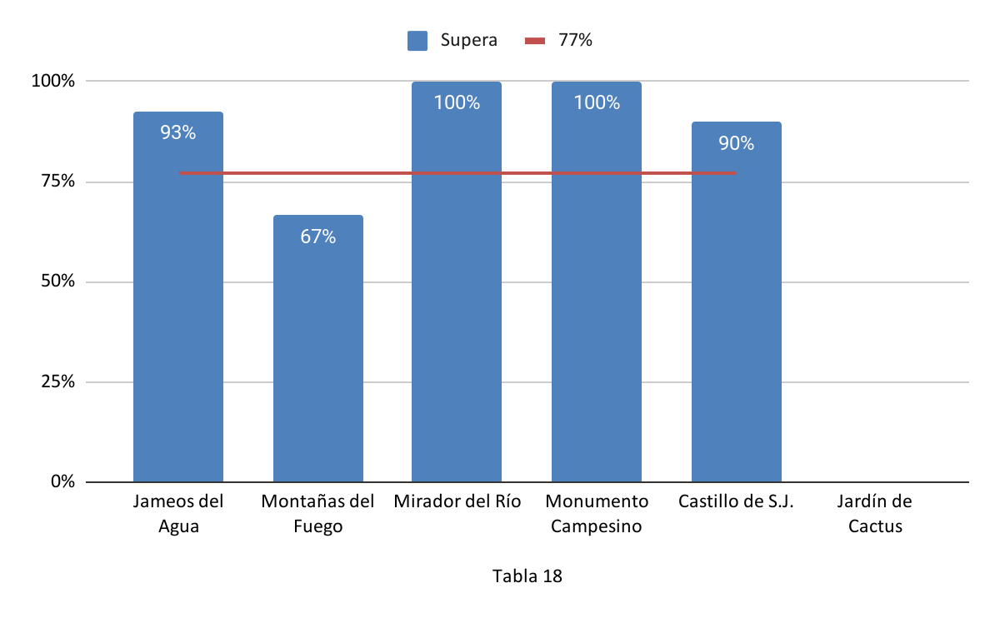 Supera 77%
100%
75%
50%
25%
0%
93%
67%
100%
100%
90%
Jameos del Agua
Montañas del Fuego
Mirador del Río
Monumento Campesino
Castillo de S.J.
Jardín de Cactus
Tabla 18